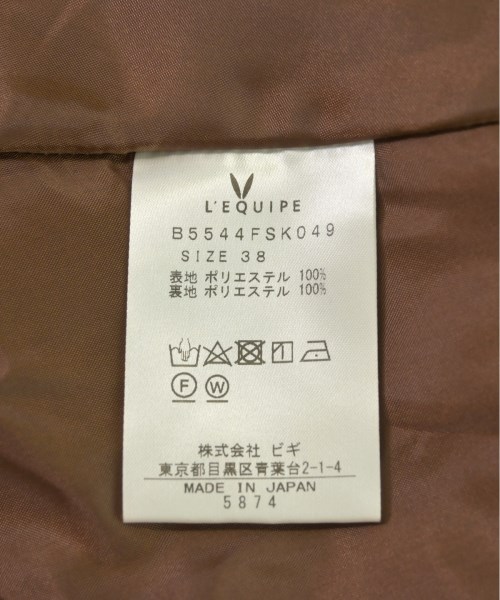 L'EQUIPE
B5544FSK049
SIZE 38
表地 ポリエステル 100%
裏地 ポリエステル 100%
F W
株式会社 ビギ
東京都目黒区青葉台2-1-4
MADE IN JAPAN
5874